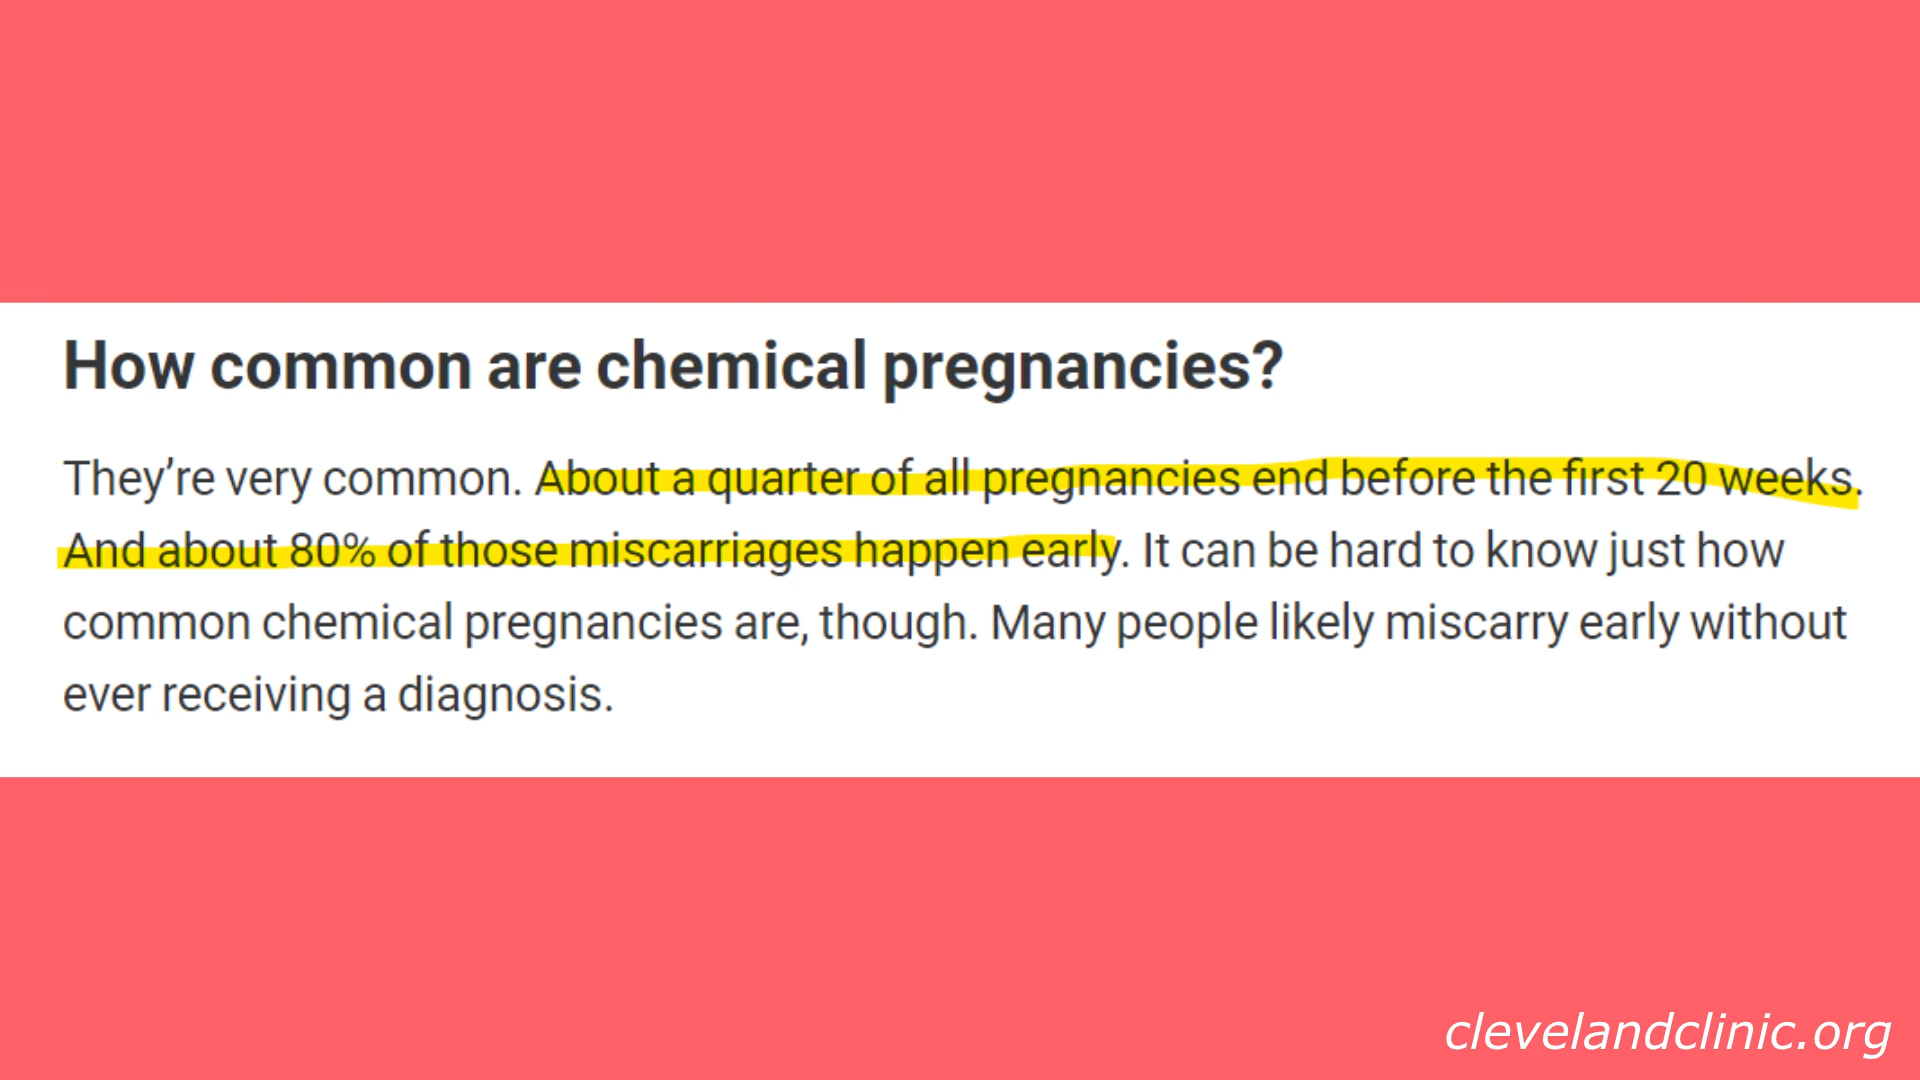 How common are chemical pregnancies?
They’re very common. About a quarter of all pregnancies end before the first 20 weeks.
And about 80% of those miscarriages happen early. It can be hard to know just how
common chemical pregnancies are, though. Many people likely miscarry early without
ever receiving a diagnosis.
clevelandclinic.org